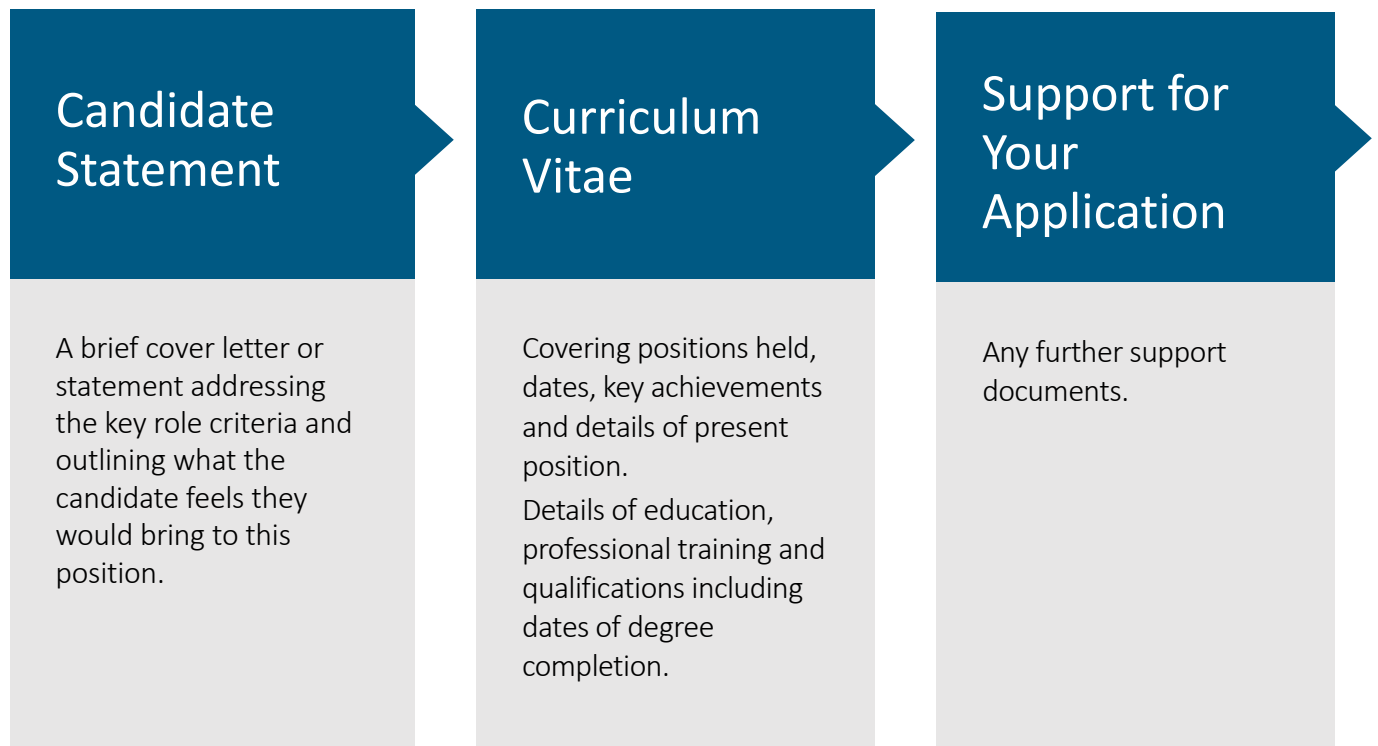 Candidate
Statement
A brief cover letter or
statement addressing
the key role criteria and
outlining what the
candidate feels they
would bring to this
position.
Curriculum
Vitae
Covering positions held,
dates, key achievements
and details of present
position.
Details of education,
professional training and
qualifications including
dates of degree
completion.
Support for
Your
Application
Any further support
documents.